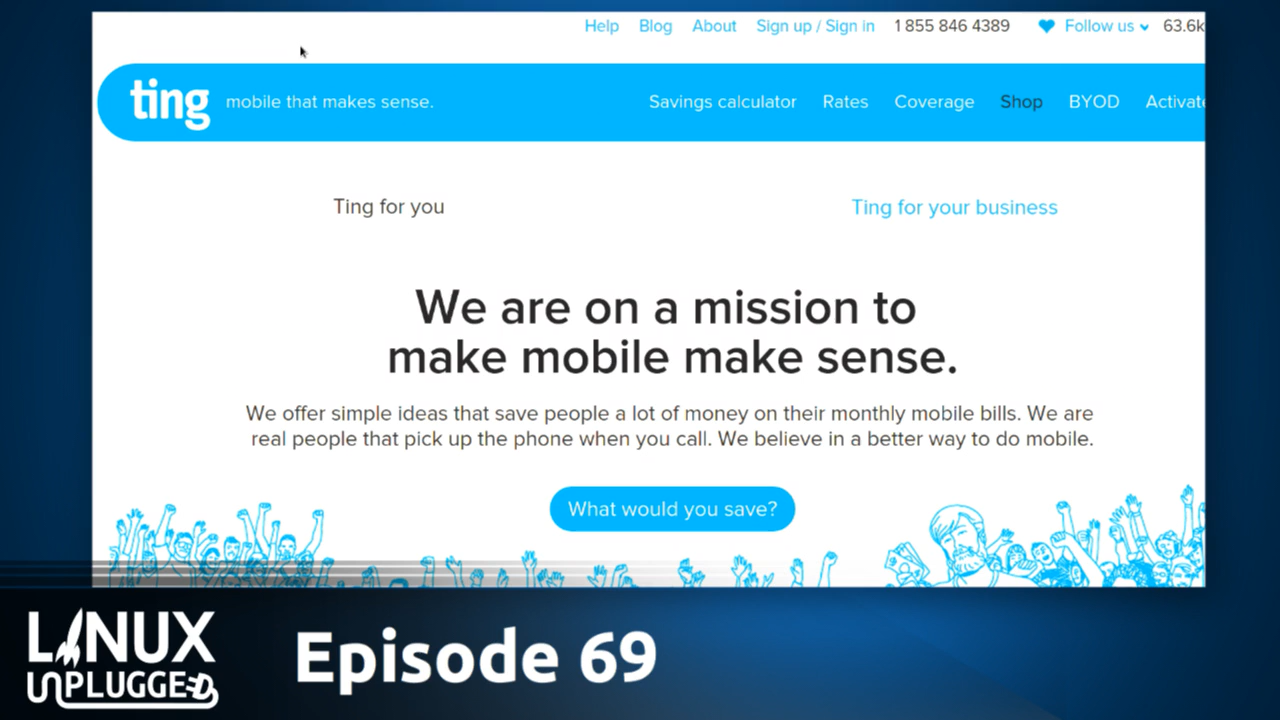 Help Blog About Sign up / Sign in 1 855 846 4389 Follow us 63.6k
ting mobile that makes sense. Savings calculator Rates Coverage Shop BYOD Activate
Ting for you Ting for your business
We are on a mission to
make mobile make sense.
We offer simple ideas that save people a lot of money on their monthly mobile bills. We are
real people that pick up the phone when you call. We believe in a better way to do mobile.
What would you save?
LINUX
UNPLUGGED
Episode 69